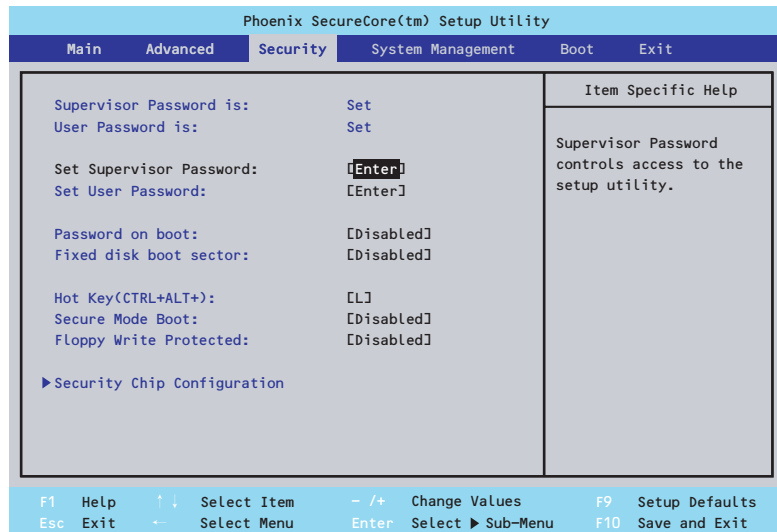 Phoenix SecureCore(tm) Setup Utility
Main Advanced Security System Management Boot Exit
Item Specific Help
Supervisor Password is: Set
User Password is: Set
Supervisor Password
controls access to the
setup utility.
Set Supervisor Password: [Enter]
Set User Password: [Enter]
Password on boot: [Disabled]
Fixed disk boot sector: [Disabled]
Hot Key(CTRL+ALT+): [L]
Secure Mode Boot: [Disabled]
Floppy Write Protected: [Disabled]
▶Security Chip Configuration
F1 Help ↑↓ Select Item - /+ Change Values F9 Setup Defaults
Esc Exit ← Select Menu Enter Select ▶ Sub-Menu F10 Save and Exit